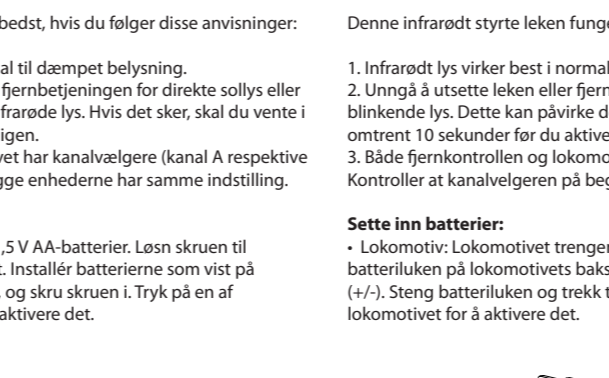 bedst, hvis du følger disse anvisninger:
al til dæmpet belysning.
fjernbetjeningen for direkte sollys eller
frarøde lys. Hvis det sker, skal du vente i
igen.
vet har kanalvælgere (kanal A respektive
gge enhederne har samme indstilling.
,5 V AA-batterier. Løsn skruen til
t. Installér batterierne som vist på
, og skru skruen i. Tryk på en af
aktivere det.
Denne infrarødt styrte leken funge
1. Infrarødt lys virker best i normal
2. Unngå å utsette leken eller fjern
blinkende lys. Dette kan påvirke d
omtrent 10 sekunder før du aktive
3. Både fjernkontrollen og lokomo
Kontroller at kanalvelgeren på beg
Sette inn batterier:
• Lokomotiv: Lokomotivet trenger
batteriluken på lokomotivets baks
(+/-). Steng batteriluken og trekk t
lokomotivet for å aktivere det.